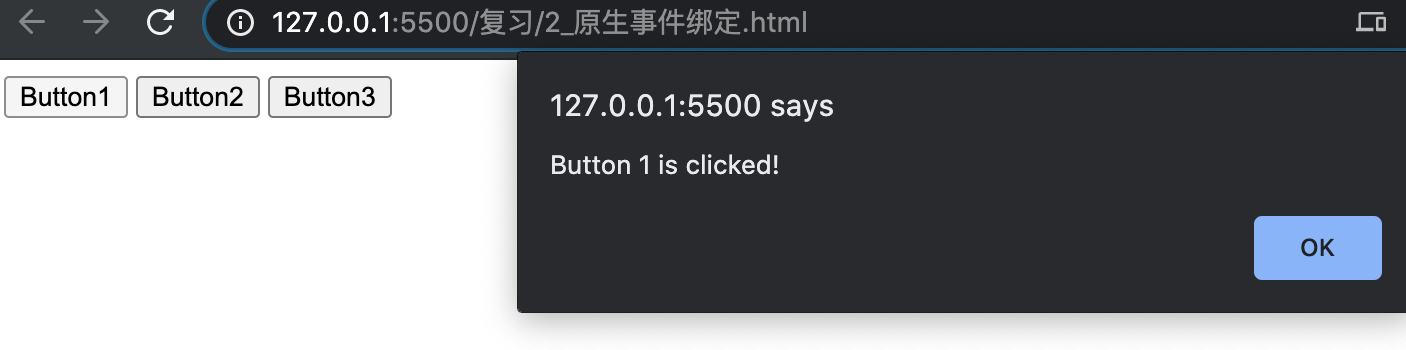 127.0.0.1:5500/复习/2_原生事件绑定.html
Button1 Button2 Button3
127.0.0.1:5500 says
Button 1 is clicked!
OK